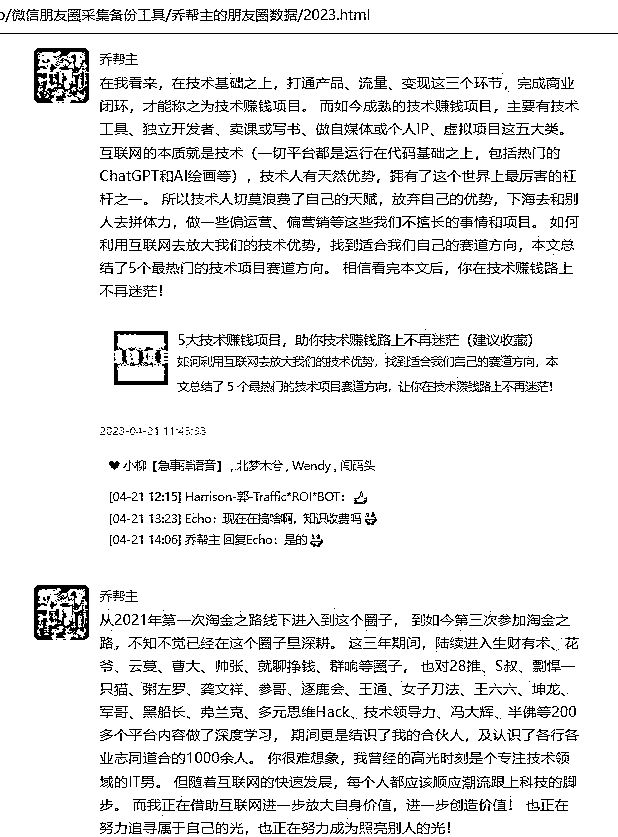 o/微信朋友圈采集备份工具/乔帮主的朋友圈数据/2023.html
乔帮主
在我看来，在技术基础之上，打通产品、流量、变现这三个环节，完成商业
闭环，才能称之为技术赚钱项目。 而如今成熟的技术赚钱项目，主要有技术
工具、独立开发者、卖课或写书、做自媒体或个人IP、虚拟项目这五大类。
互联网的本质就是技术（一切平台都是运行在代码基础之上，包括热门的
ChatGPT和AI绘画等），技术人有天然优势，拥有了这个世界上最厉害的杠
杆之一。 所以技术人切莫浪费了自己的天赋，放弃自己的优势，下海去和别
人去拼体力，做一些偏运营、偏营销等这些我们不擅长的事情和项目。 如何
利用互联网去放大我们的技术优势，找到适合我们自己的赛道方向，本文总
结了5个最热门的技术项目赛道方向。 相信看完本文后，你在技术赚钱路上
不再迷茫！
5大技术赚钱项目，助你技术赚钱路上不再迷茫（建议收藏）
如何利用互联网去放大我们的技术优势，找到适合我们自己的赛道方向，本
文总结了 5 个最热门的技术项目赛道方向，让你在技术赚钱路上不再迷茫!
2023-04-21 11:45:33
❤ 小柳【急事详语音】, 北梦木兮 , Wendy , 闻码头
[04-21 12:15] Harrison-郭-Traffic*ROI*BOT：👍
[04-21 13:23] Echo：现在在搞啥啊，知识收费吗😂
[04-21 14:06] 乔帮主 回复Echo：是的😂
乔帮主
从2021年第一次淘金之路线下进入到这个圈子， 到如今第三次参加淘金之
路，不知不觉已经在这个圈子里深耕。 这三年期间，陆续进入生财有术、花
爷、云蔓、曹大、帅张、就聊挣钱、群响等圈子， 也对28推、S叔、剽悍一
只猫、粥左罗、龚文祥、参哥、逐鹿会、王通、女子刀法、王六六、坤龙、
军哥、黑船长、弗兰克、多元思维Hack、技术领导力、冯大辉、半佛等200
多个平台内容做了深度学习， 期间更是结识了我的合伙人，及认识了各行各
业志同道合的1000余人。 你很难想象，我曾经的高光时刻是个专注技术领
域的IT男。 但随着互联网的快速发展，每个人都应该顺应潮流跟上科技的脚
步。 而我正在借助互联网进一步放大自身价值，进一步创造价值！ 也正在
努力追寻属于自己的光，也正在努力成为照亮别人的光！